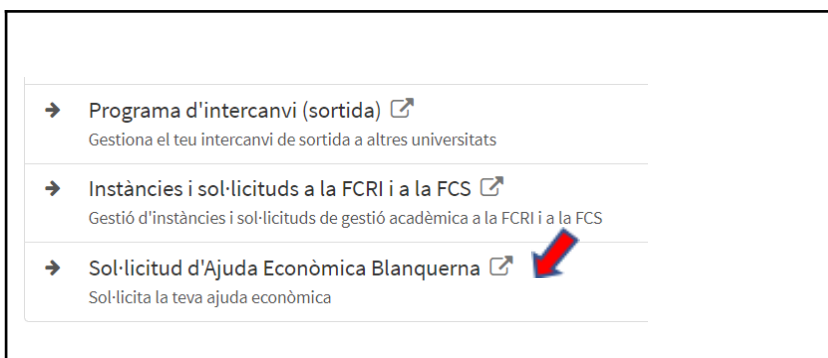 Programa d'intercanvi (sortida)
Gestiona el teu intercanvi de sortida a altres universitats
Instàncies i sol·licituds a la FCRI i a la FCS
Gestió d'instàncies i sol·licituds de gestió acadèmica a la FCRI i a la FCS
Sol·licitud d'Ajuda Econòmica Blanquerna
Sol·licita la teva ajuda econòmica